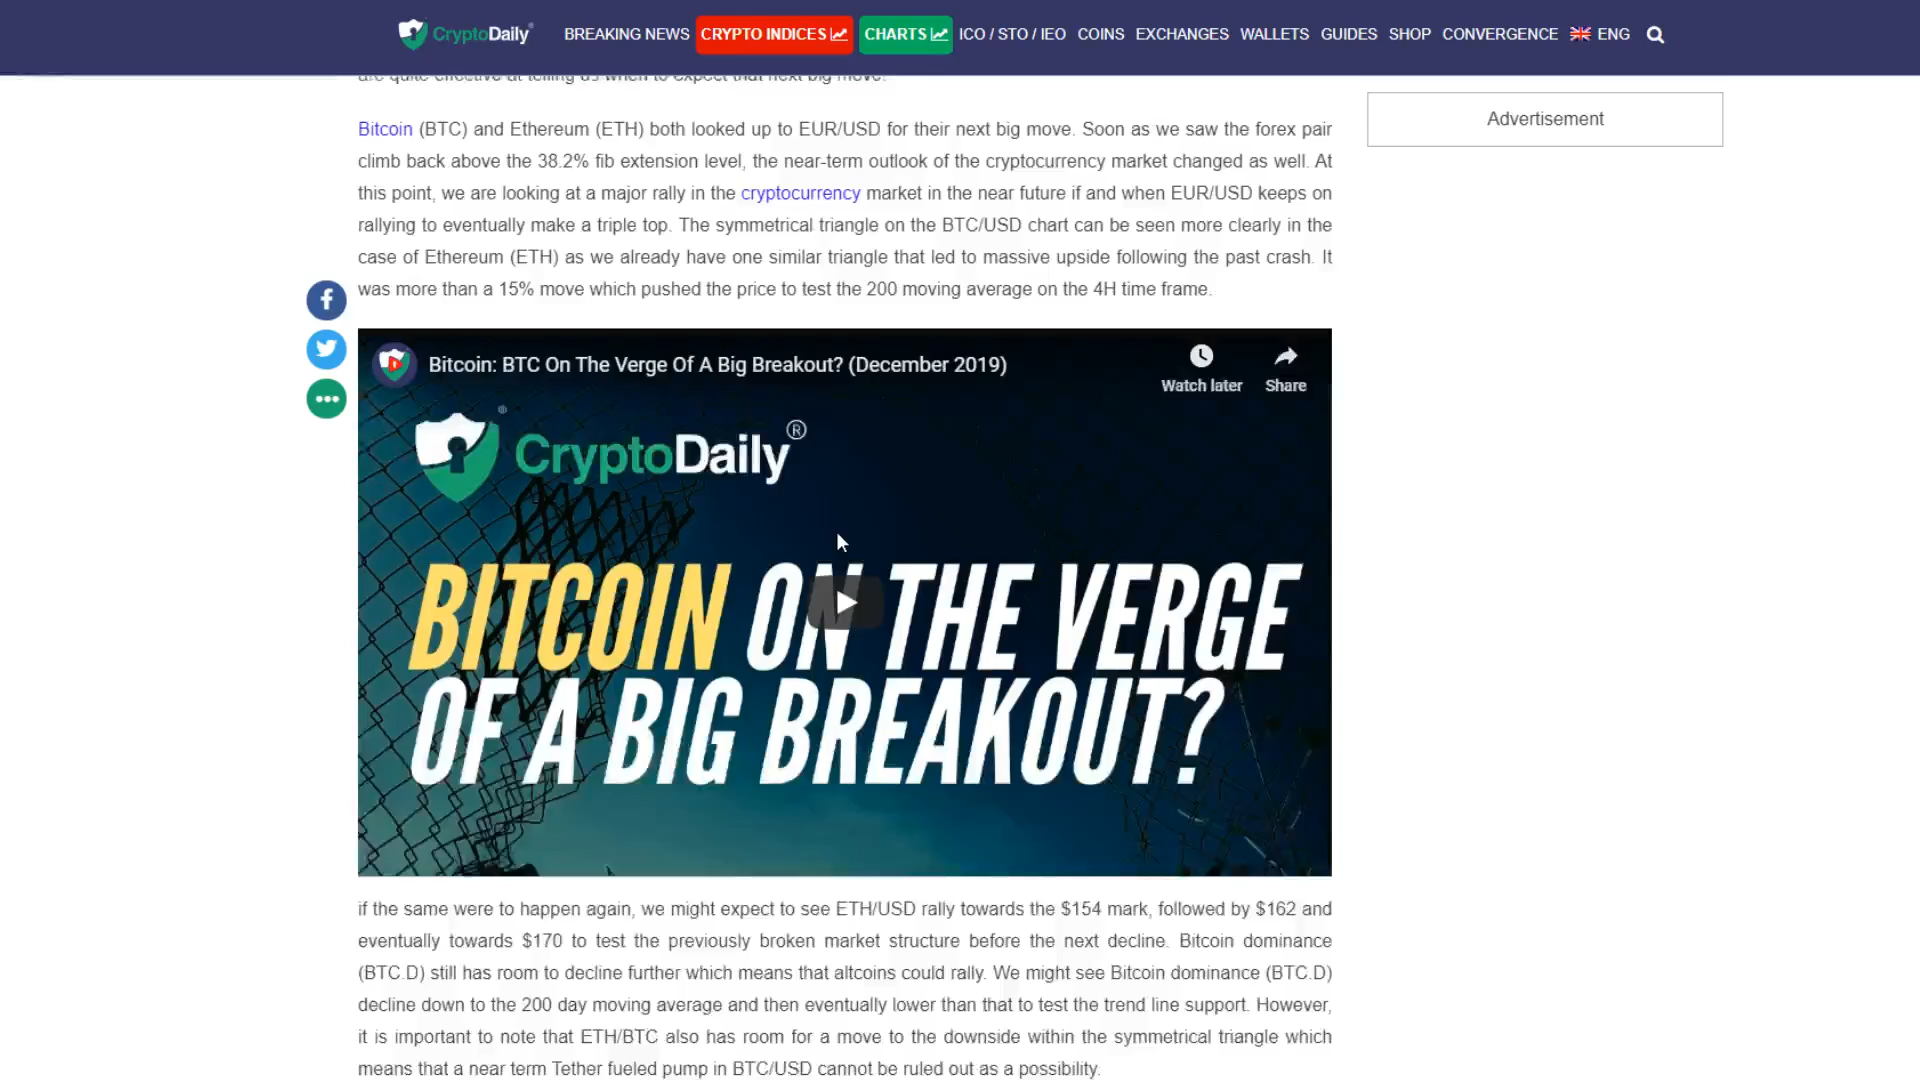 CryptoDaily® BREAKING NEWS CRYPTO INDICES CHARTS ICO / STO / IEO COINS EXCHANGES WALLETS GUIDES SHOP CONVERGENCE ENG
are quite effective at telling us when to expect that next big move.
Advertisement
Bitcoin (BTC) and Ethereum (ETH) both looked up to EUR/USD for their next big move. Soon as we saw the forex pair
climb back above the 38.2% fib extension level, the near-term outlook of the cryptocurrency market changed as well. At
this point, we are looking at a major rally in the cryptocurrency market in the near future if and when EUR/USD keeps on
rallying to eventually make a triple top. The symmetrical triangle on the BTC/USD chart can be seen more clearly in the
case of Ethereum (ETH) as we already have one similar triangle that led to massive upside following the past crash. It
was more than a 15% move which pushed the price to test the 200 moving average on the 4H time frame.
Bitcoin: BTC On The Verge Of A Big Breakout? (December 2019)
Watch later Share
CryptoDaily®
BITCOIN ON THE VERGE
OF A BIG BREAKOUT?
if the same were to happen again, we might expect to see ETH/USD rally towards the $154 mark, followed by $162 and
eventually towards $170 to test the previously broken market structure before the next decline. Bitcoin dominance
(BTC.D) still has room to decline further which means that altcoins could rally. We might see Bitcoin dominance (BTC.D)
decline down to the 200 day moving average and then eventually lower than that to test the trend line support. However,
it is important to note that ETH/BTC also has room for a move to the downside within the symmetrical triangle which
means that a near term Tether fueled pump in BTC/USD cannot be ruled out as a possibility.